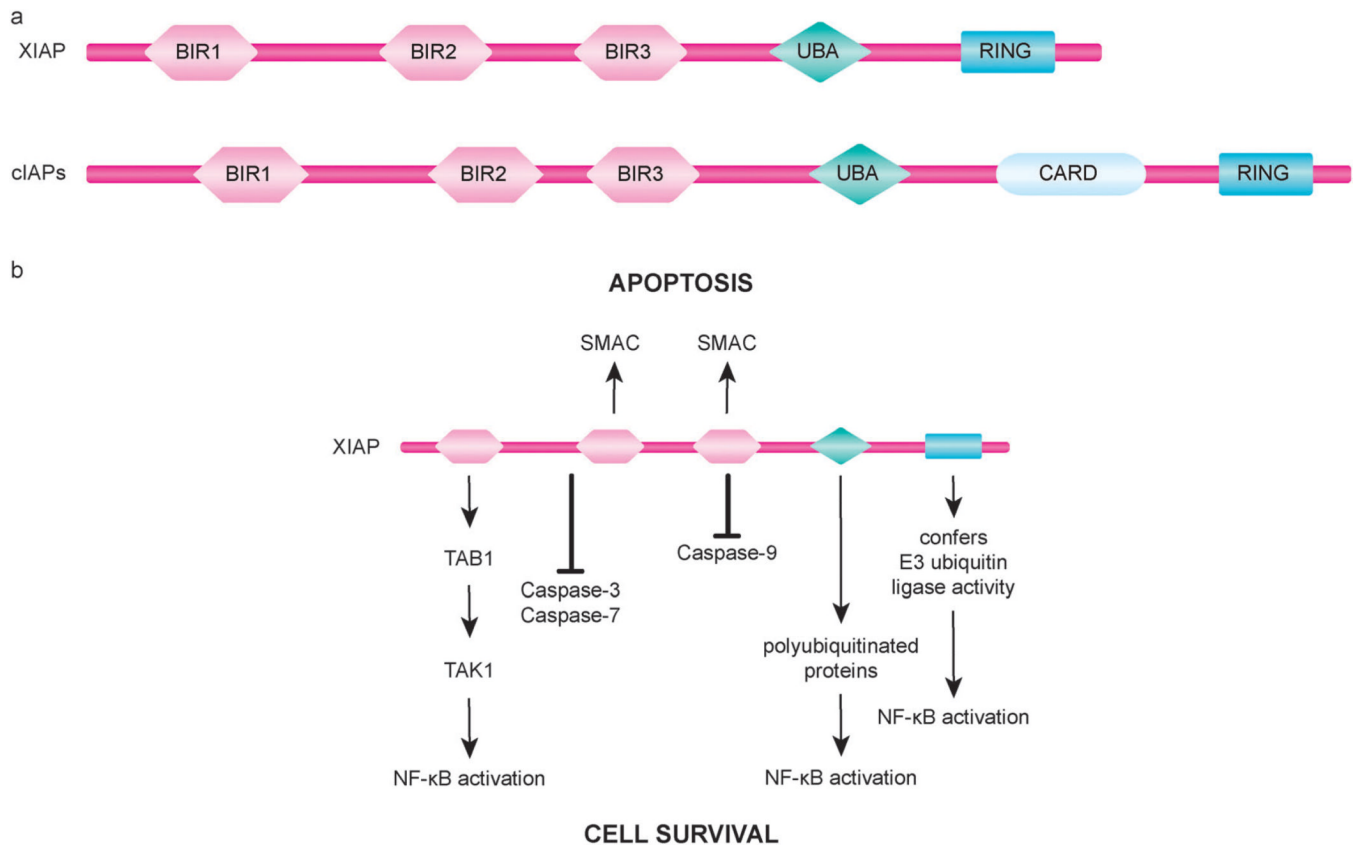 a
XIAP
BIR1
BIR2
BIR3
UBA
RING
cIAPs
BIR1
BIR2
BIR3
UBA
CARD
RING
b
APOPTOSIS
SMAC
SMAC
XIAP
TAB1
TAK1
NF-κB activation
Caspase-3
Caspase-7
Caspase-9
polyubiquitinated
proteins
NF-κB activation
confers
E3 ubiquitin
ligase activity
NF-κB activation
CELL SURVIVAL